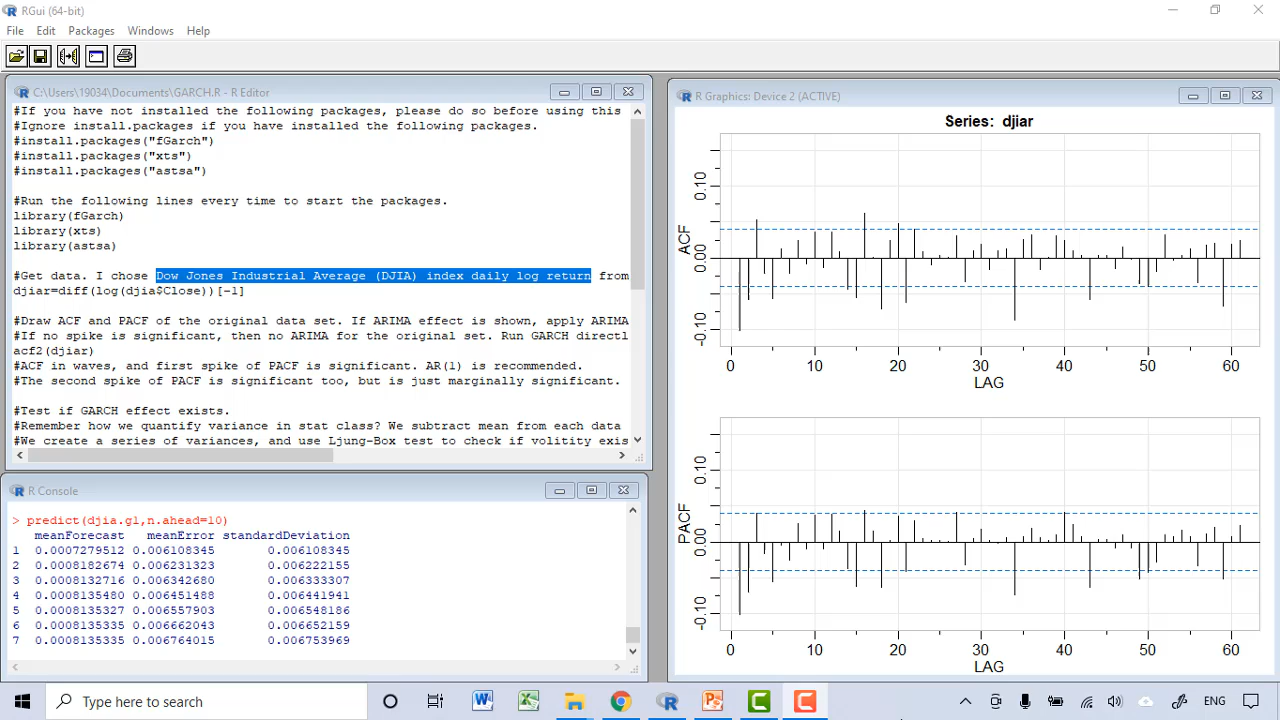 RGui (64-bit)
File Edit Packages Windows Help
C:\Users\19034\Documents\GARCH.R - R Editor
#If you have not installed the following packages, please do so before using this
#Ignore install.packages if you have installed the following packages.
#install.packages("fGarch")
#install.packages("xts")
#install.packages("astsa")
#Run the following lines every time to start the packages.
library(fGarch)
library(xts)
library(astsa)
#Get data. I chose Dow Jones Industrial Average (DJIA) index daily log return from
djiar=diff(log(djia$Close))[-1]
#Draw ACF and PACF of the original data set. If ARIMA effect is shown, apply ARIMA
#If no spike is significant, then no ARIMA for the original set. Run GARCH directl
acf2(djiar)
#ACF in waves, and first spike of PACF is significant. AR(1) is recommended.
#The second spike of PACF is significant too, but is just marginally significant.
#Test if GARCH effect exists.
#Remember how we quantify variance in stat class? We subtract mean from each data
#We create a series of variances, and use Ljung-Box test to check if volitity exis
R Console
> predict(djia.g1,n.ahead=10)
meanForecast meanError standardDeviation
1 0.0007279512 0.006108345 0.006108345
2 0.0008182674 0.006231323 0.006222155
3 0.0008132716 0.006342680 0.006333307
4 0.0008135480 0.006451488 0.006441941
5 0.0008135327 0.006557903 0.006548186
6 0.0008135335 0.006662043 0.006652159
7 0.0008135335 0.006764015 0.006753969
R Graphics: Device 2 (ACTIVE)
Series: djiar
ACF
0.10
0.00
-0.10
0 10 20 30 40 50 60
LAG
PACF
0.10
0.00
-0.10
0 10 20 30 40 50 60
LAG
Type here to search
ENG